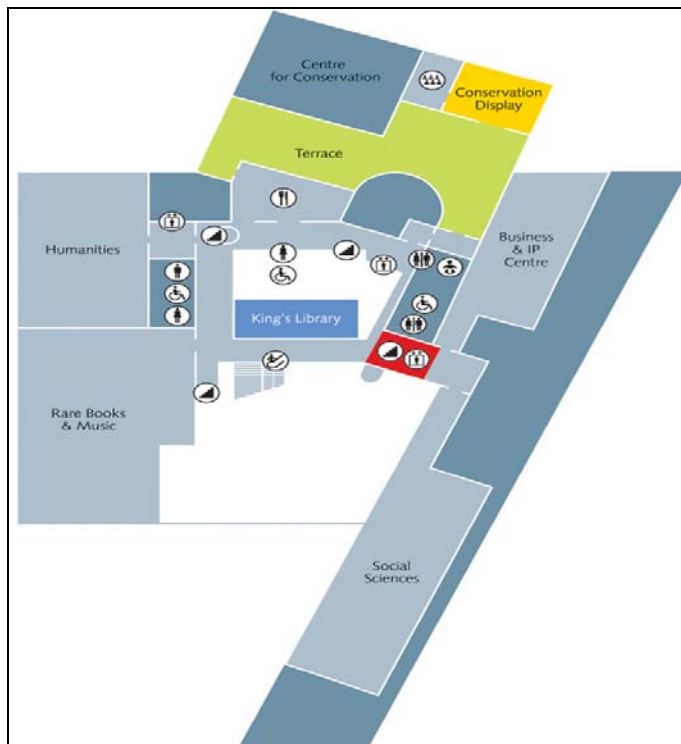 Centre
for Conservation
Conservation
Display
Terrace
Humanities
Business
& IP
Centre
King's Library
Rare Books
& Music
Social
Sciences